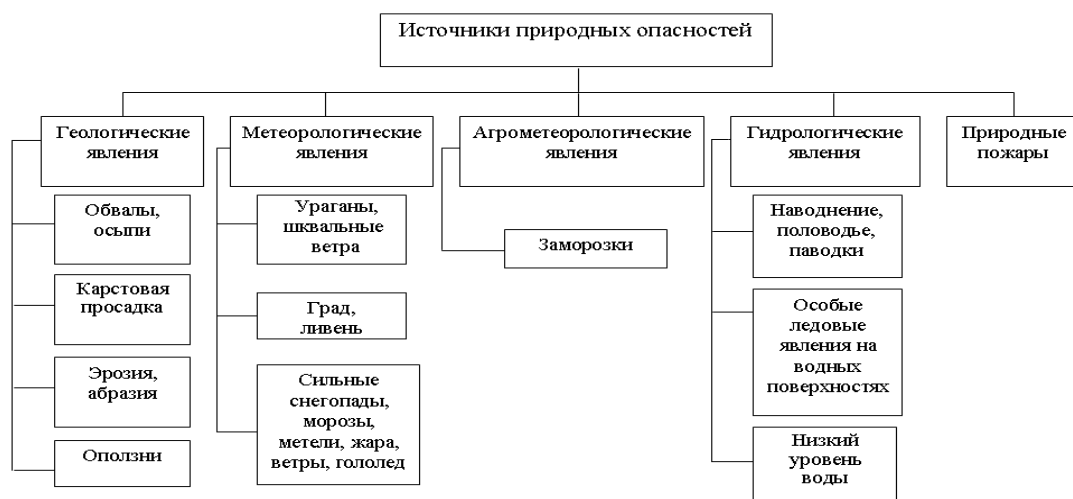 Источники природных опасностей
Геологические
явления
Метеорологические
явления
Агрометеорологические
явления
Гидрологические
явления
Природные
пожары
Обвалы,
осыпи
Карстовая
просадка
Эрозия,
абразия
Оползни
Ураганы,
шквальные
ветра
Град,
ливень
Сильные
снегопады,
морозы,
метели, жара,
ветры, гололед
Заморозки
Наводнение,
половодье,
паводки
Особые
ледовые
явления на
водных
поверхностях
Низкий
уровень
воды